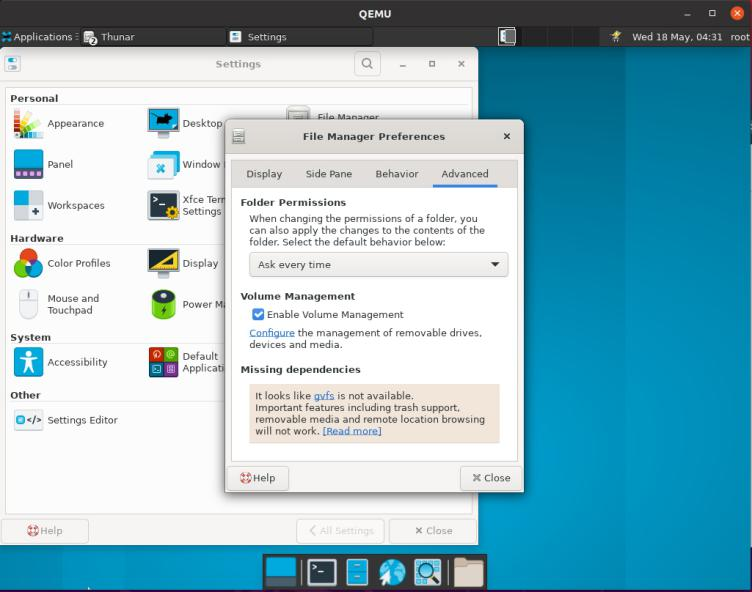 QEMU
Applications
Thunar
Settings
Wed 18 May, 04:31
root
Settings
Personal
Appearance
Desktop
File Manager
Panel
Window
Workspaces
Xfce Ter
Settings
Hardware
Color Profiles
Display
Mouse and
Touchpad
Power Ma
System
Accessibility
Default
Applicati
Other
Settings Editor
Help
All Settings
Close
File Manager Preferences
Display
Side Pane
Behavior
Advanced
Folder Permissions
When changing the permissions of a folder, you
can also apply the changes to the contents of the
folder. Select the default behavior below:
Ask every time
Volume Management
Enable Volume Management
Configure the management of removable drives,
devices and media.
Missing dependencies
It looks like gvfs is not available.
Important features including trash support,
removable media and remote location browsing
will not work. [Read more]
Help
Close